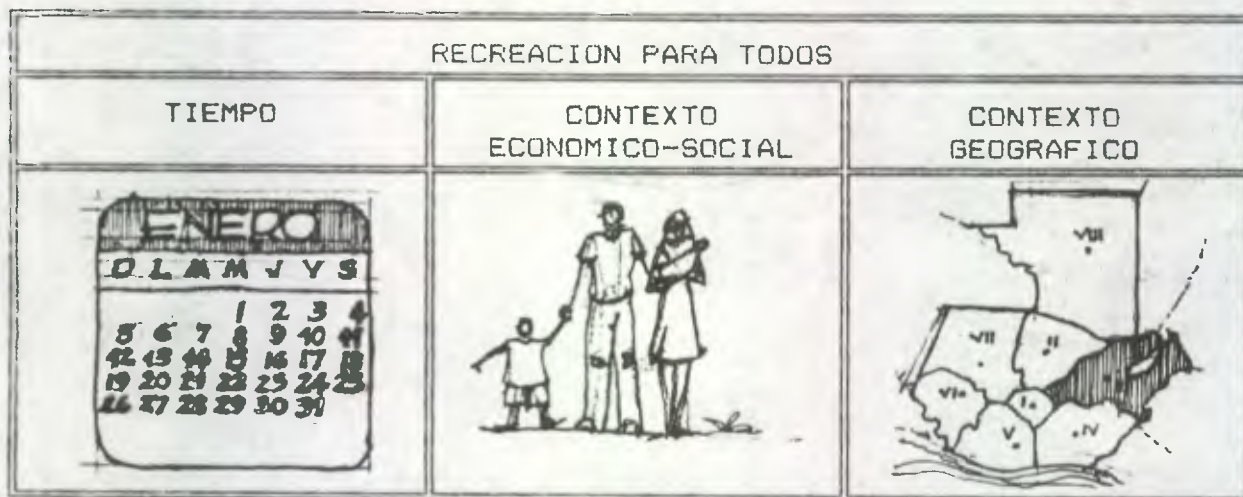 RECREACION PARA TODOS
TIEMPO
CONTEXTO
ECONOMICO-SOCIAL
CONTEXTO
GEOGRAFICO
ENERO
D L M M J V S
1 2 3 4
5 6 7 8 9 10 11
12 13 14 15 16 17 18
19 20 21 22 23 24 25
26 27 28 29 30 31
VIII
VII II
VI I
V IV